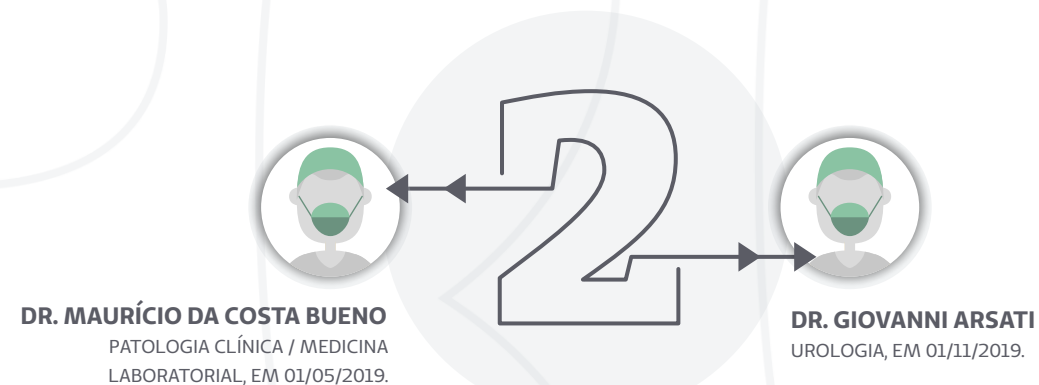 2
DR. MAURÍCIO DA COSTA BUENO
PATOLOGIA CLÍNICA / MEDICINA
LABORATORIAL, EM 01/05/2019.
DR. GIOVANNI ARSATI
UROLOGIA, EM 01/11/2019.